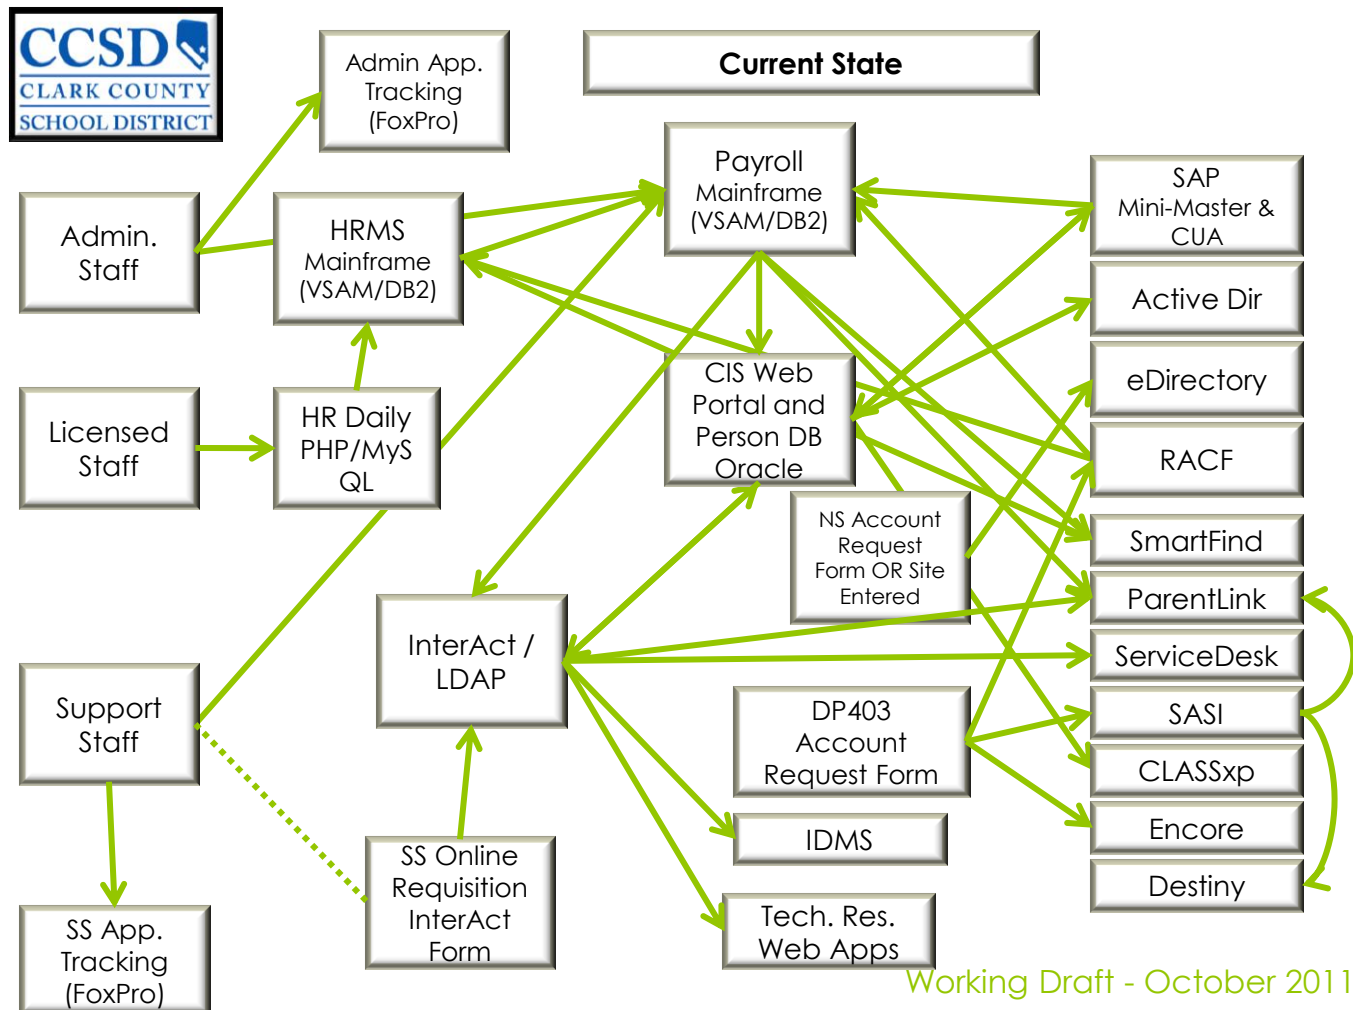 CCSD
CLARK COUNTY
SCHOOL DISTRICT
Current State
Admin App.
Tracking
(FoxPro)
Admin.
Staff
HRMS
Mainframe
(VSAM/DB2)
Payroll
Mainframe
(VSAM/DB2)
SAP
Mini-Master &
CUA
Active Dir
eDirectory
RACF
SmartFind
ParentLink
ServiceDesk
SASI
CLASSxp
Encore
Destiny
Licensed
Staff
HR Daily
PHP/MyS
QL
CIS Web
Portal and
Person DB
Oracle
NS Account
Request
Form OR Site
Entered
InterAct /
LDAP
DP403
Account
Request Form
Support
Staff
IDMS
SS Online
Requisition
InterAct
Form
Tech. Res.
Web Apps
SS App.
Tracking
(FoxPro)
Working Draft - October 2011